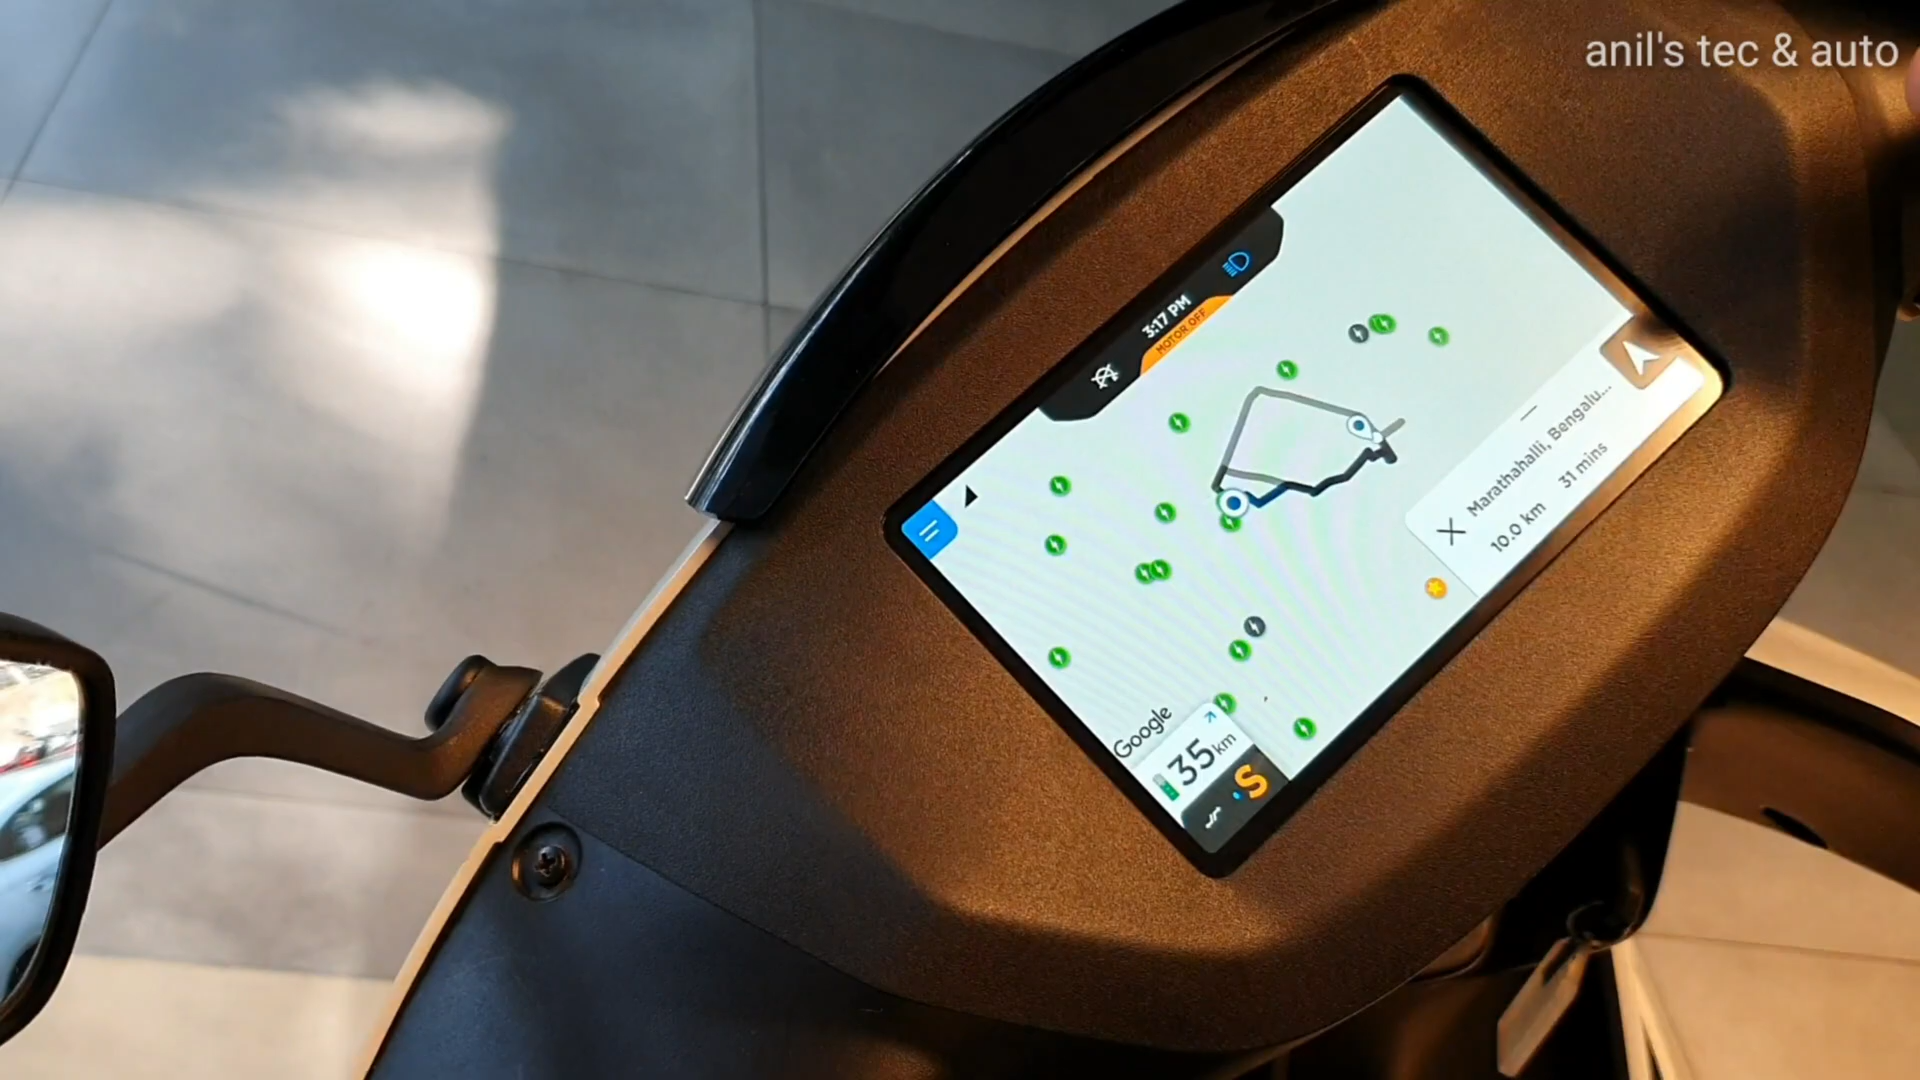 anil's tec & auto
3:17 PM
MOTOR OFF
Marathahalli, Bengalu...
10.0 km 31 mins
Google
35 km
S